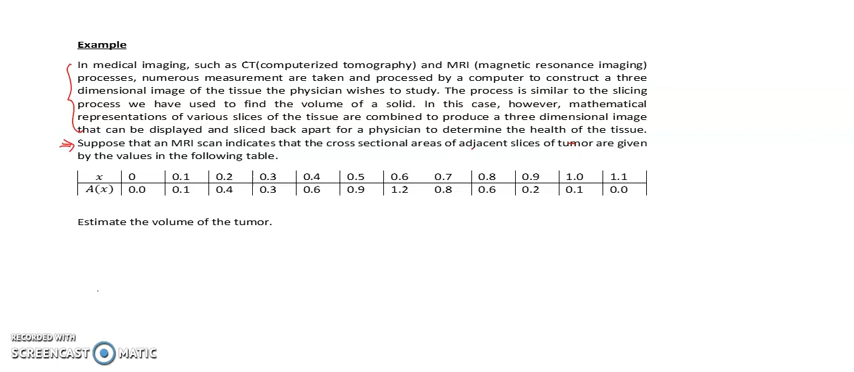 Example
In medical imaging, such as CT(computerized tomography) and MRI (magnetic resonance imaging)
processes, numerous measurement are taken and processed by a computer to construct a three
dimensional image of the tissue the physician wishes to study. The process is similar to the slicing
process we have used to find the volume of a solid. In this case, however, mathematical
representations of various slices of the tissue are combined to produce a three dimensional image
that can be displayed and sliced back apart for a physician to determine the health of the tissue.
Suppose that an MRI scan indicates that the cross sectional areas of adjacent slices of tumor are given
by the values in the following table.
x 0 0.1 0.2 0.3 0.4 0.5 0.6 0.7 0.8 0.9 1.0 1.1
A(x) 0.0 0.1 0.4 0.3 0.6 0.9 1.2 0.8 0.6 0.2 0.1 0.0
Estimate the volume of the tumor.
RECORDED WITH
SCREENCAST MATIC